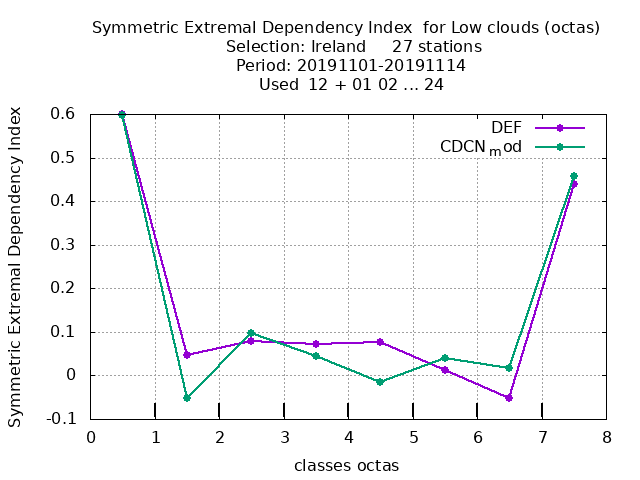 Symmetric Extremal Dependency Index  for Low clouds (octas)
Selection: Ireland     27 stations
Period: 20191101-20191114
Used  12 + 01 02 ... 24
Symmetric Extremal Dependency Index
DEF
CDCN_mod
0.6
0.5
0.4
0.3
0.2
0.1
0
-0.1
0 1 2 3 4 5 6 7 8
classes octas